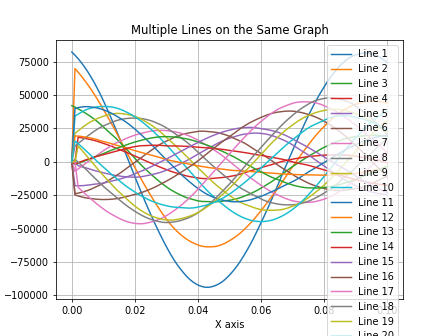 Multiple Lines on the Same Graph
75000
50000
25000
0
−25000
−50000
−75000
−100000
0.00
0.02
0.04
0.06
X axis
Line 1
Line 2
Line 3
Line 4
Line 5
Line 6
Line 7
Line 8
Line 9
Line 10
Line 11
Line 12
Line 13
Line 14
Line 15
Line 16
Line 17
Line 18
Line 19
Line 20